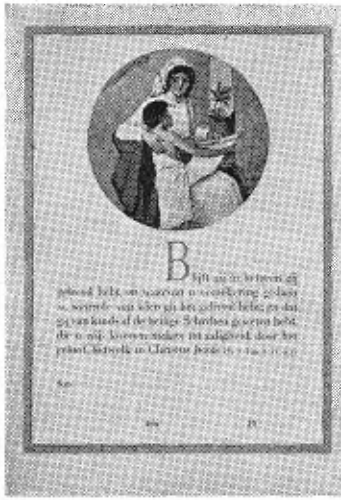 Blijft gij in hetgeen gij
geleerd hebt, en waarvan u verzekering gedaan
is, wetende van wien gij het geleerd hebt; en dat
gij van kinds af de heilige Schriften geweten hebt,
die u wijs kunnen maken tot zaligheid, door het
geloof, hetwelk in Christus Jezus is
19